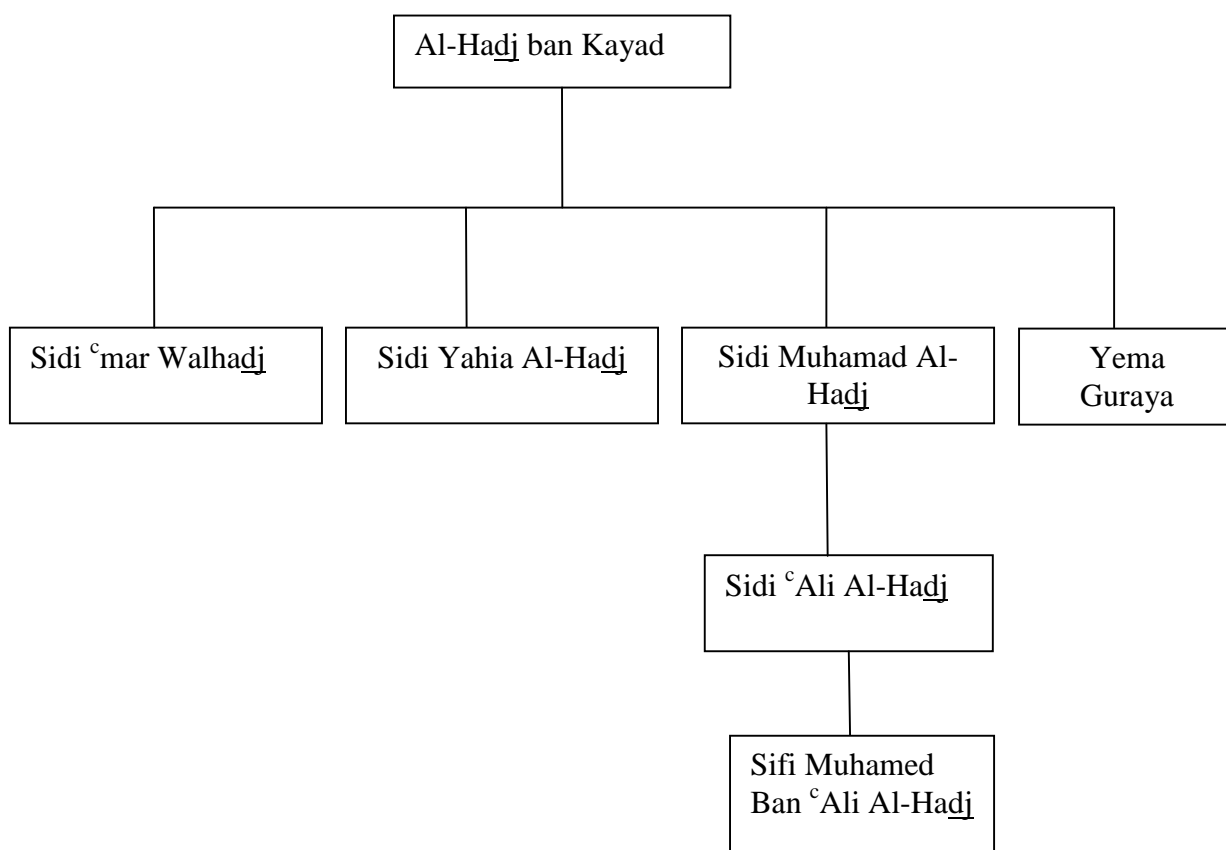 Al-Hadj ban Kayad
Sidi ᶜmar Walhadj
Sidi Yahia Al-Hadj
Sidi Muhamad Al-
Hadj
Yema
Guraya
Sidi ᶜAli Al-Hadj
Sifi Muhamed
Ban ᶜAli Al-Hadj